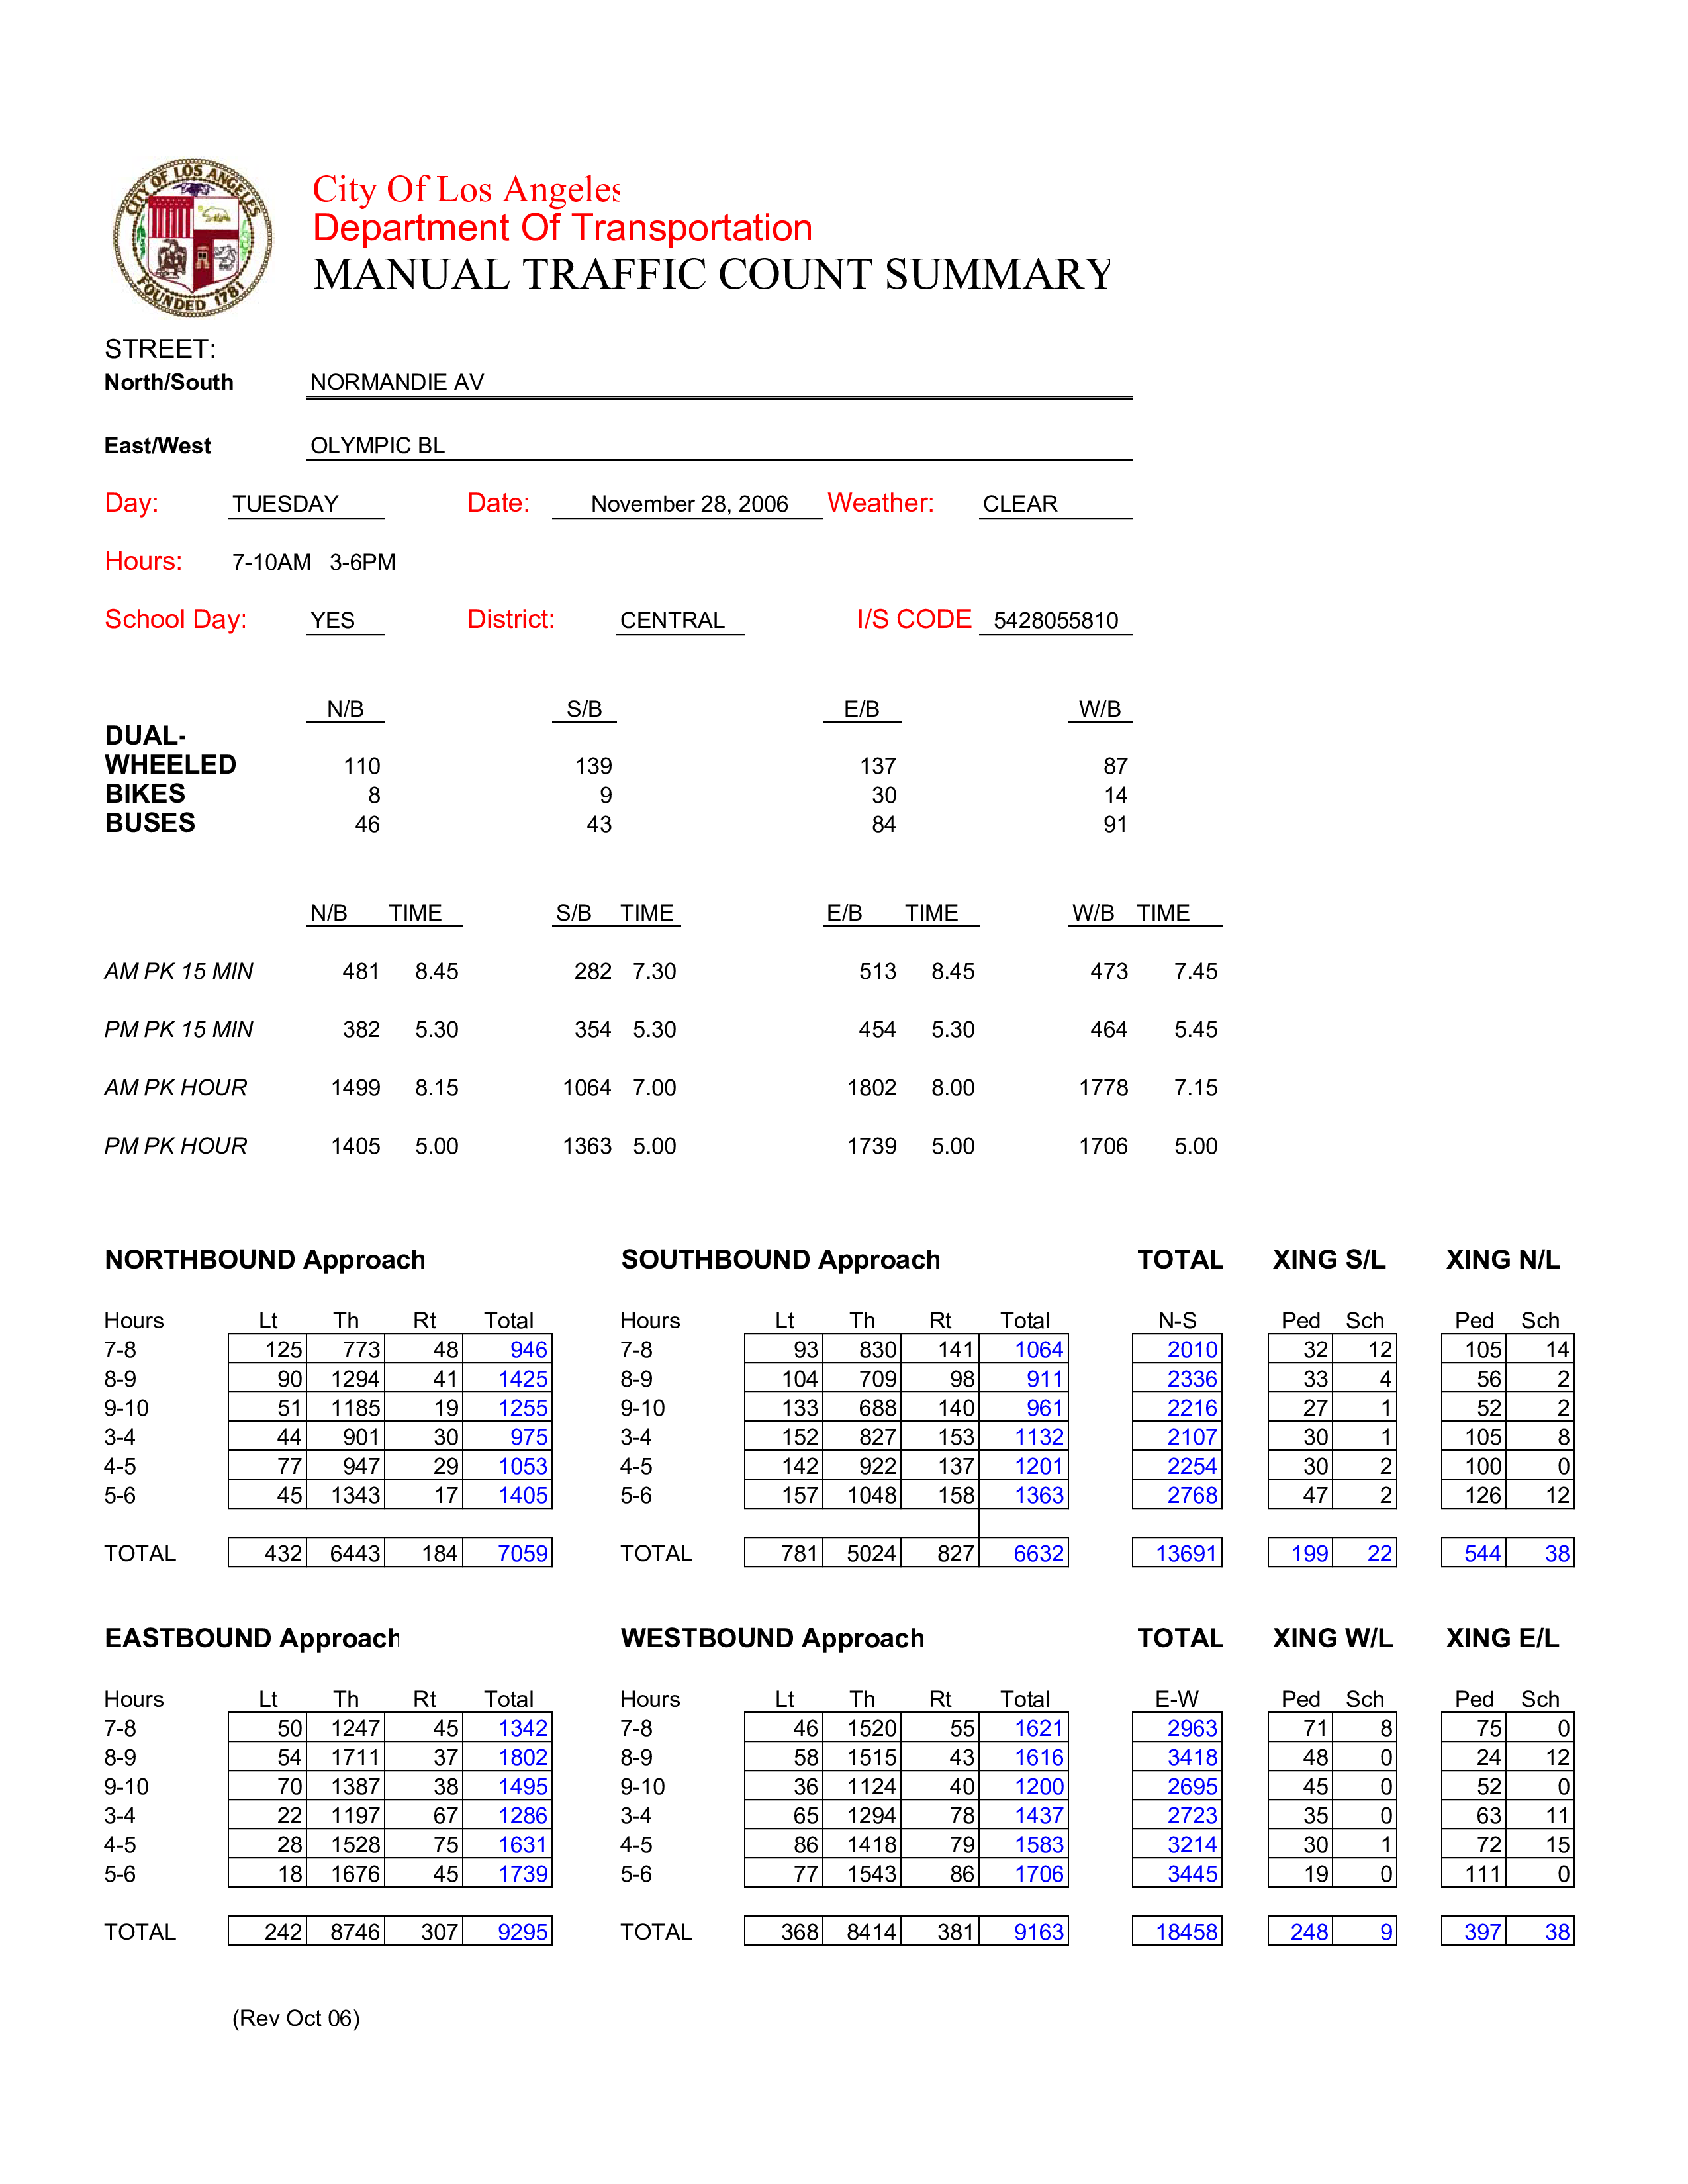 CITY OF LOS ANGELES
FOUNDED 1781
City Of Los Angeles
Department Of Transportation
MANUAL TRAFFIC COUNT SUMMARY
STREET:
North/South NORMANDIE AV
East/West OLYMPIC BL
Day: TUESDAY Date: November 28, 2006 Weather: CLEAR
Hours: 7-10AM 3-6PM
School Day: YES District: CENTRAL I/S CODE 5428055810
N/B S/B E/B W/B
DUAL-
WHEELED 110 139 137 87
BIKES 8 9 30 14
BUSES 46 43 84 91
N/B TIME S/B TIME E/B TIME W/B TIME
AM PK 15 MIN 481 8.45 282 7.30 513 8.45 473 7.45
PM PK 15 MIN 382 5.30 354 5.30 454 5.30 464 5.45
AM PK HOUR 1499 8.15 1064 7.00 1802 8.00 1778 7.15
PM PK HOUR 1405 5.00 1363 5.00 1739 5.00 1706 5.00
NORTHBOUND Approach SOUTHBOUND Approach TOTAL XING S/L XING N/L
Hours Lt Th Rt Total Hours Lt Th Rt Total N-S Ped Sch Ped Sch
7-8 125 773 48 946 7-8 93 830 141 1064 2010 32 12 105 14
8-9 90 1294 41 1425 8-9 104 709 98 911 2336 33 4 56 2
9-10 51 1185 19 1255 9-10 133 688 140 961 2216 27 1 52 2
3-4 44 901 30 975 3-4 152 827 153 1132 2107 30 1 105 8
4-5 77 947 29 1053 4-5 142 922 137 1201 2254 30 2 100 0
5-6 45 1343 17 1405 5-6 157 1048 158 1363 2768 47 2 126 12
TOTAL 432 6443 184 7059 TOTAL 781 5024 827 6632 13691 199 22 544 38
EASTBOUND Approach WESTBOUND Approach TOTAL XING W/L XING E/L
Hours Lt Th Rt Total Hours Lt Th Rt Total E-W Ped Sch Ped Sch
7-8 50 1247 45 1342 7-8 46 1520 55 1621 2963 71 8 75 0
8-9 54 1711 37 1802 8-9 58 1515 43 1616 3418 48 0 24 12
9-10 70 1387 38 1495 9-10 36 1124 40 1200 2695 45 0 52 0
3-4 22 1197 67 1286 3-4 65 1294 78 1437 2723 35 0 63 11
4-5 28 1528 75 1631 4-5 86 1418 79 1583 3214 30 1 72 15
5-6 18 1676 45 1739 5-6 77 1543 86 1706 3445 19 0 111 0
TOTAL 242 8746 307 9295 TOTAL 368 8414 381 9163 18458 248 9 397 38
(Rev Oct 06)